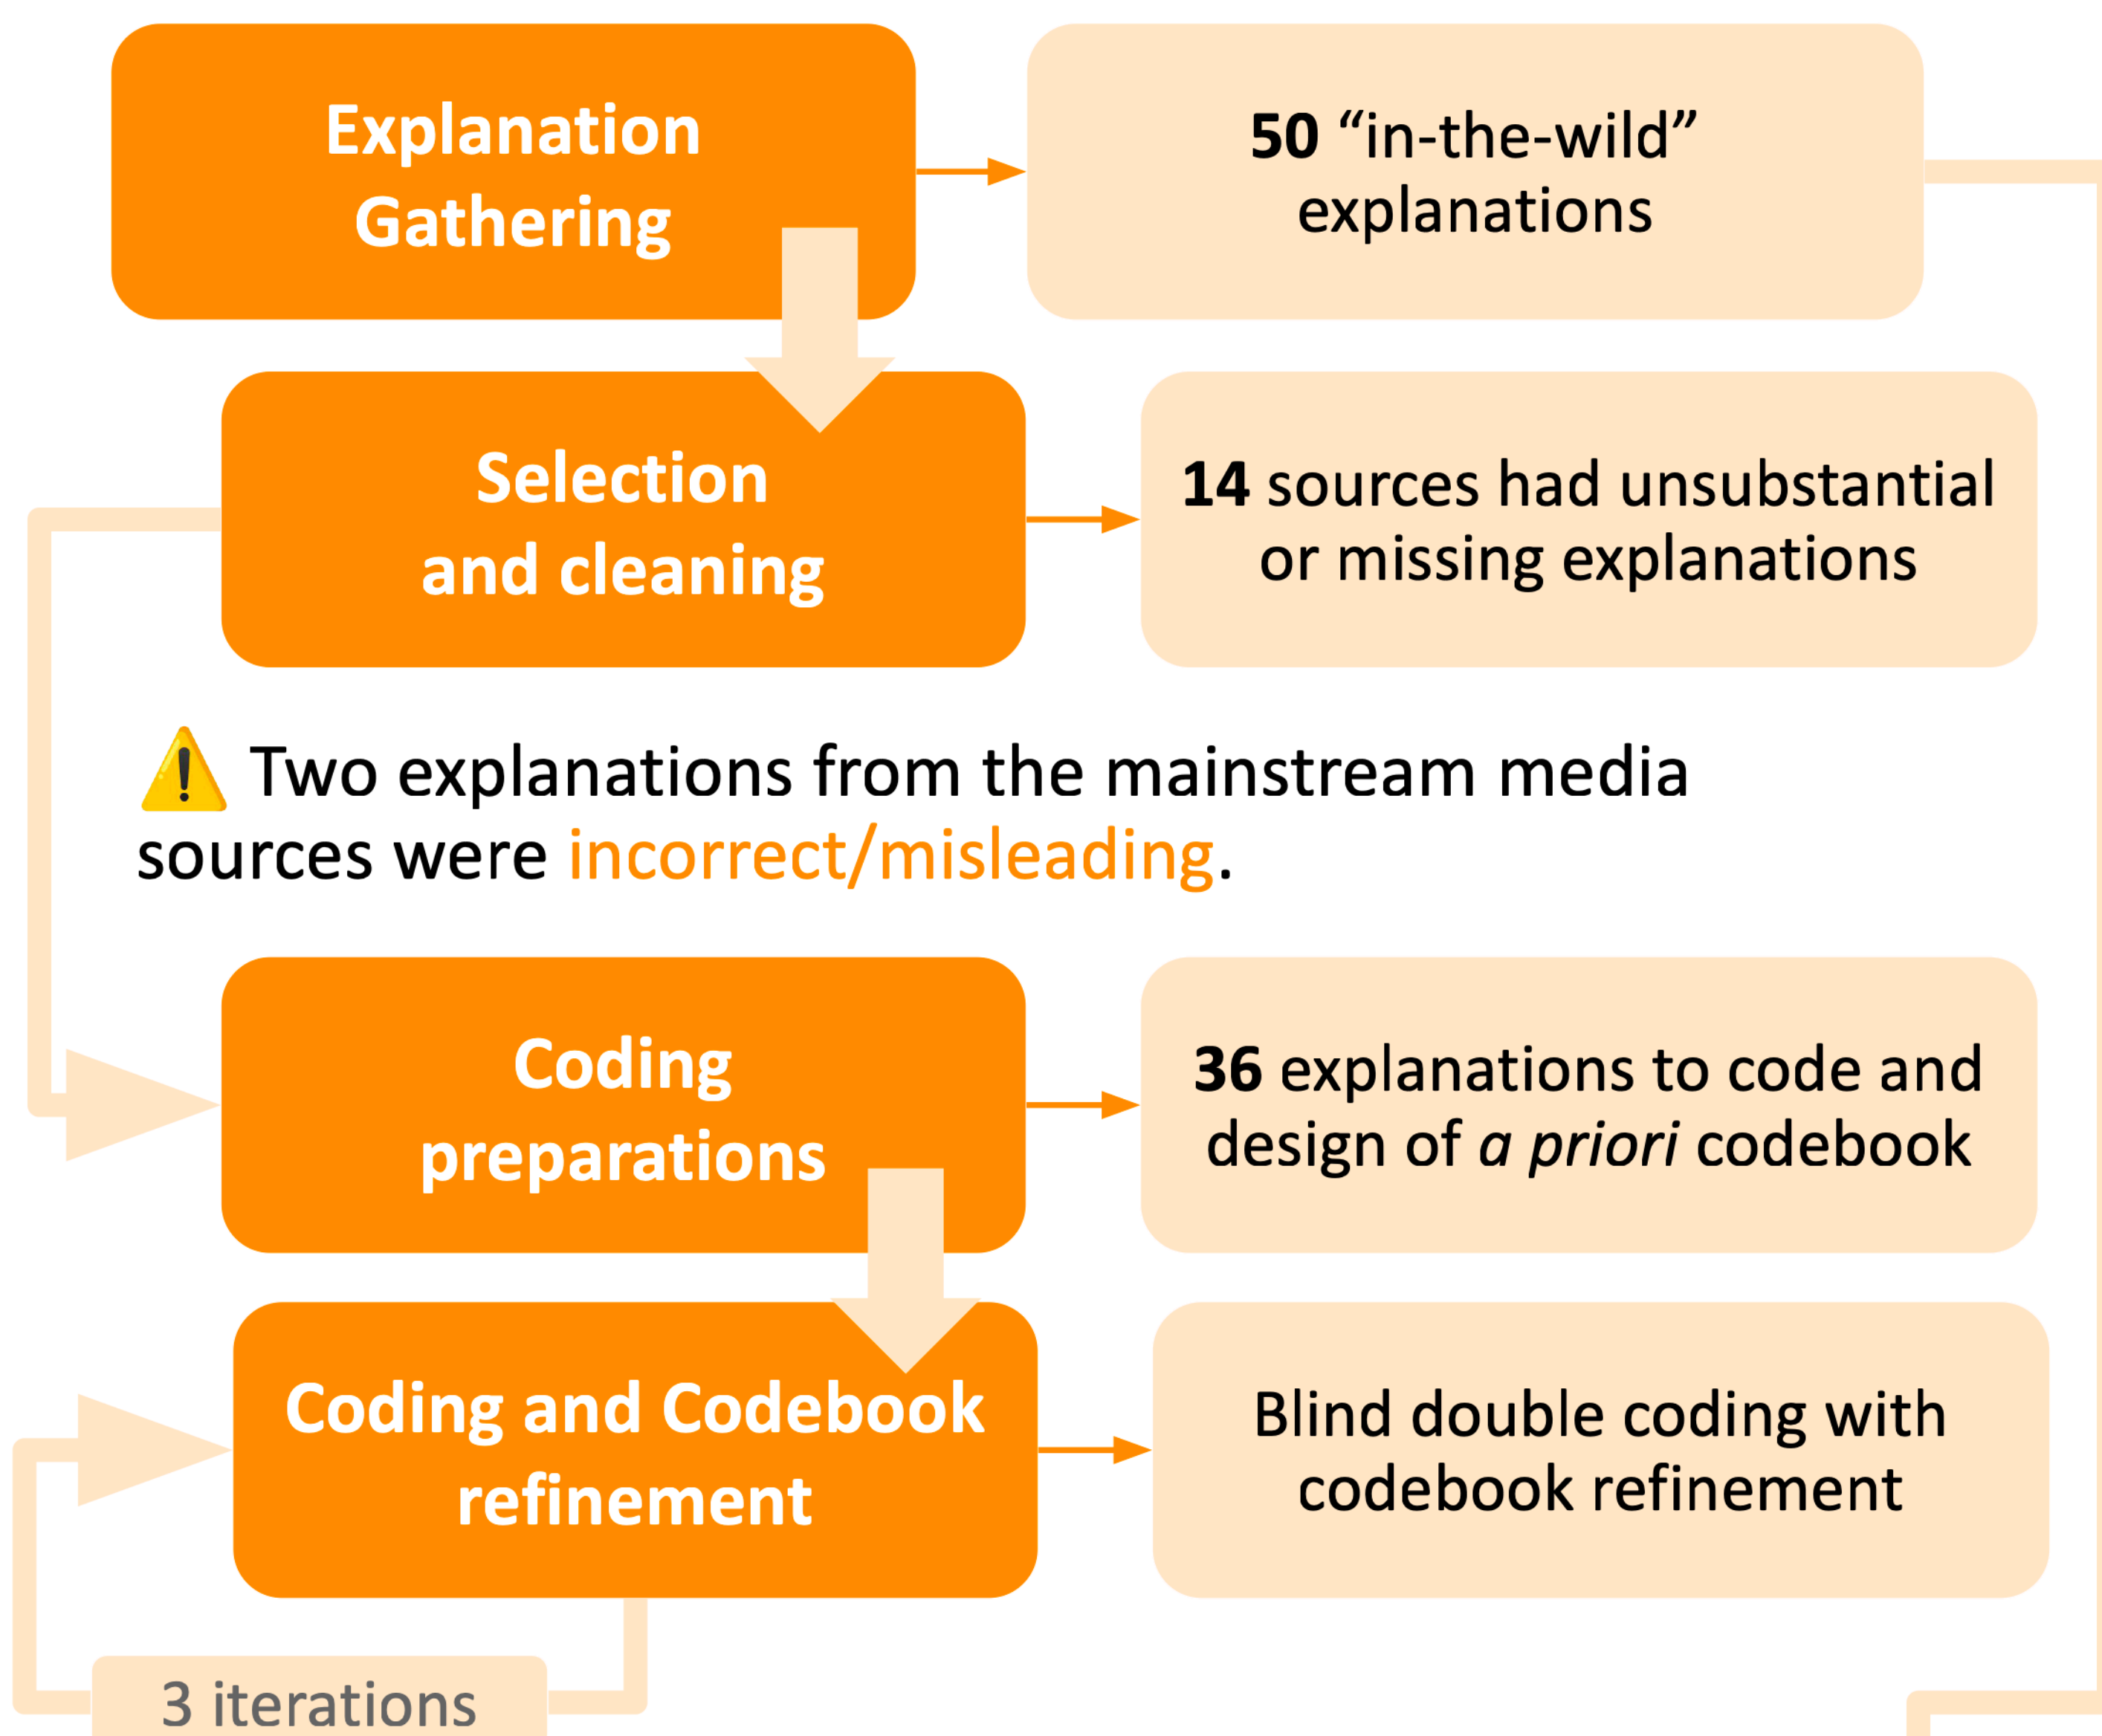 Explanation
Gathering
50 “in-the-wild”
explanations
Selection
and cleaning
14 sources had unsubstantial
or missing explanations
Two explanations from the mainstream media
sources were incorrect/misleading.
Coding
preparations
36 explanations to code and
design of a priori codebook
Coding and Codebook
refinement
Blind double coding with
codebook refinement
3 iterations